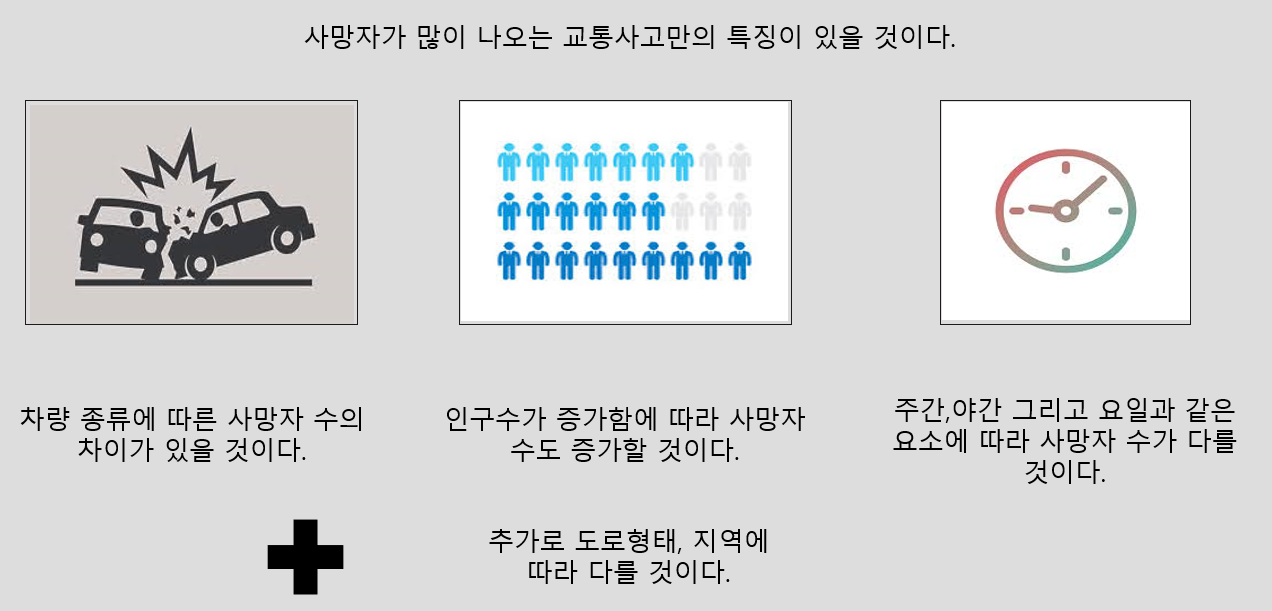 사망자가 많이 나오는 교통사고만의 특징이 있을 것이다.
차량 종류에 따른 사망자 수의
차이가 있을 것이다.
인구수가 증가함에 따라 사망자
수도 증가할 것이다.
주간,야간 그리고 요일과 같은
요소에 따라 사망자 수가 다를
것이다.
추가로 도로형태, 지역에
따라 다를 것이다.